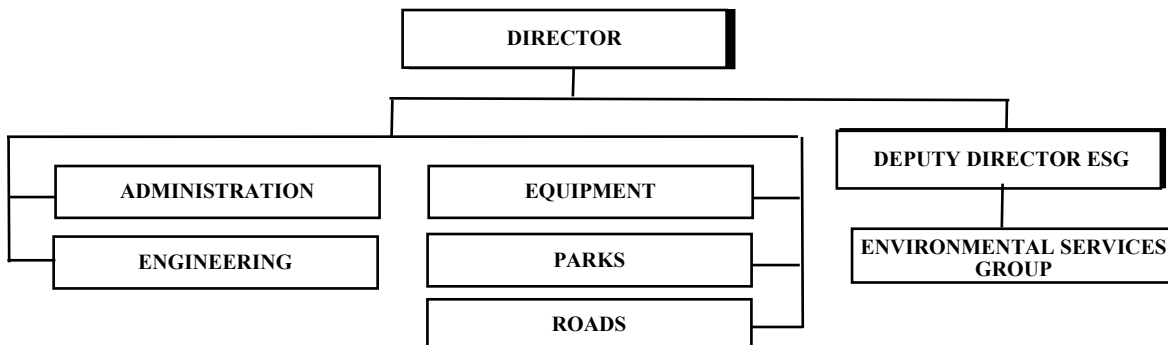 DIRECTOR
DEPUTY DIRECTOR ESG
ADMINISTRATION
EQUIPMENT
ENGINEERING
PARKS
ROADS
ENVIRONMENTAL SERVICES
GROUP